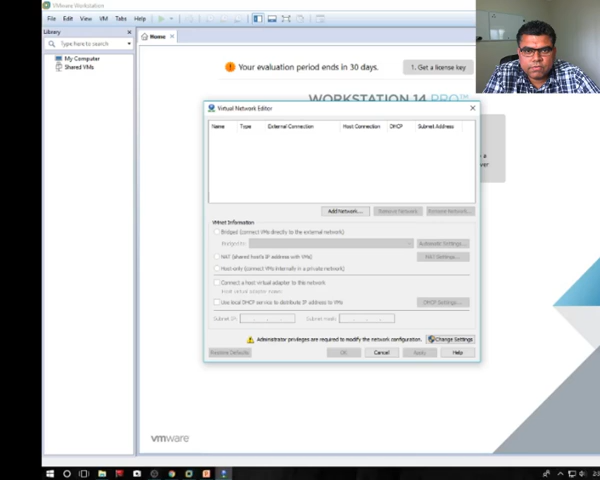 VMware Workstation
File Edit View VM Tabs Help
Library
Type here to search
My Computer
Shared VMs
Home
Your evaluation period ends in 30 days.
1. Get a license key
WORKSTATION 14 PRO™
Virtual Network Editor
Name Type External Connection Host Connection DHCP Subnet Address
Add Network... Remove Network Rename Network...
VMnet Information
Bridged (connect VMs directly to the external network)
Bridged to:
Automatic Settings...
NAT (shared host's IP address with VMs)
NAT Settings...
Host-only (connect VMs internally in a private network)
Connect a host virtual adapter to this network
Host virtual adapter name:
Use local DHCP service to distribute IP address to VMs
DHCP Settings...
Subnet IP: Subnet mask:
Administrator privileges are required to modify the network configuration.
Change Settings
Restore Defaults OK Cancel Apply Help
vmware